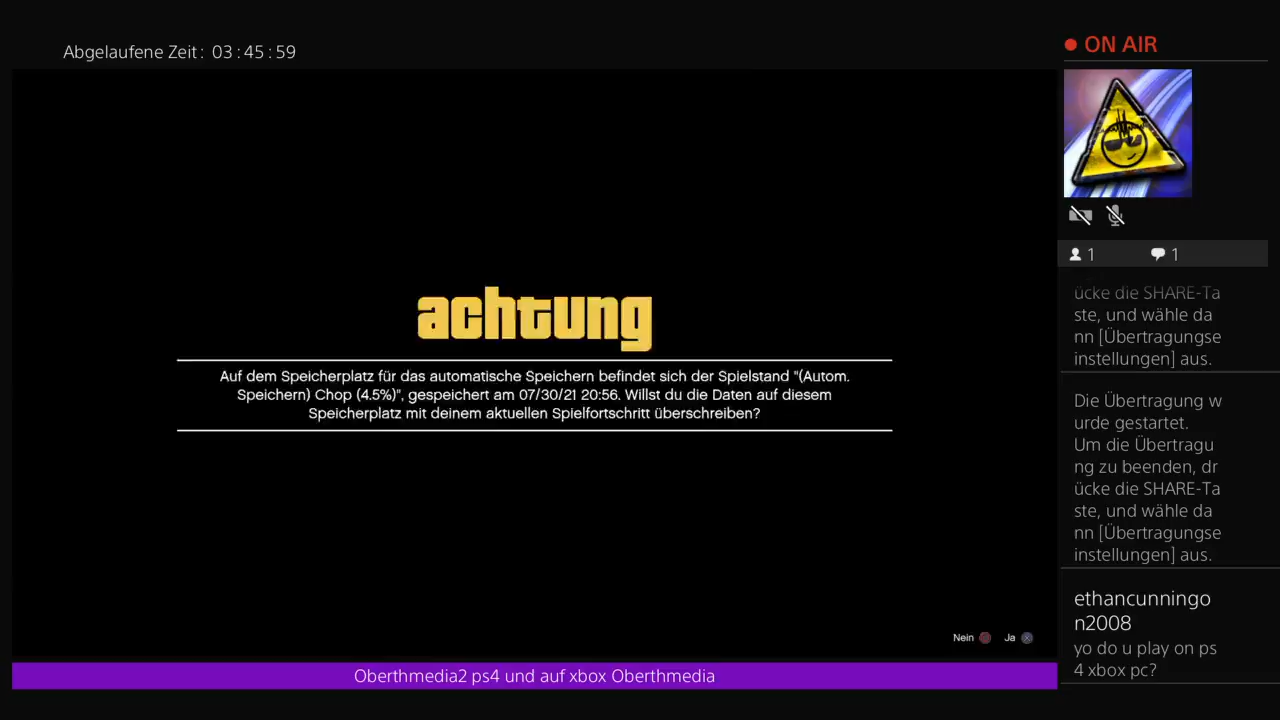 Abgelaufene Zeit: 03:45:59
ON AIR
1 1
achtung
Auf dem Speicherplatz für das automatische Speichern befindet sich der Spielstand "(Autom.
Speichern) Chop (4.5%)", gespeichert am 07/30/21 20:56. Willst du die Daten auf diesem
Speicherplatz mit deinem aktuellen Spielfortschritt überschreiben?
Nein Ja
Oberthmedia2 ps4 und auf xbox Oberthmedia
ücke die SHARE-Ta
ste, und wähle da
nn [Übertragungse
instellungen] aus.
Die Übertragung w
urde gestartet.
Um die Übertragu
ng zu beenden, dr
ücke die SHARE-Ta
ste, und wähle da
nn [Übertragungse
instellungen] aus.
ethancunningo
n2008
yo do u play on ps
4 xbox pc?